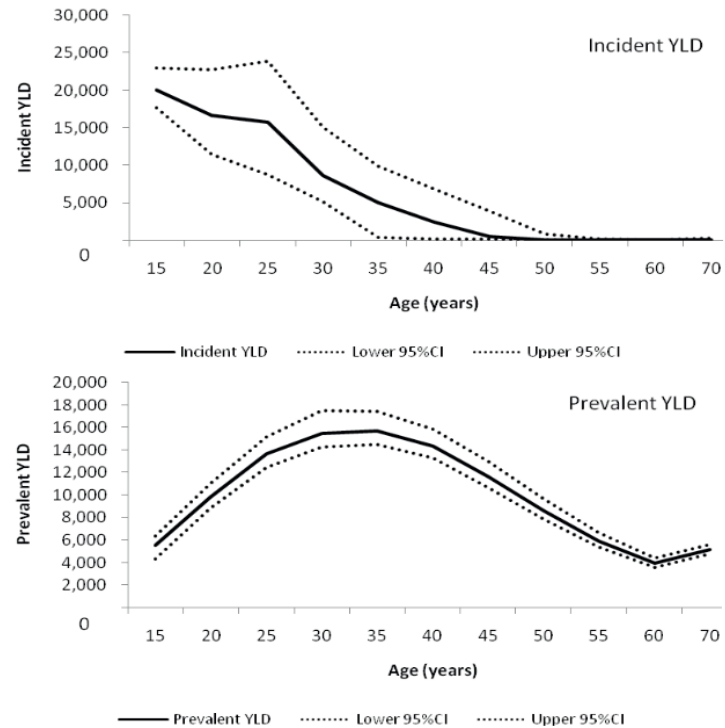 30,000
Incident YLD
25,000
20,000
15,000
10,000
5,000
0
Incident YLD
15 20 25 30 35 40 45 50 55 60 70
Age (years)
Incident YLD Lower 95%CI Upper 95%CI
20,000
Prevalent YLD
18,000
16,000
14,000
12,000
10,000
8,000
6,000
4,000
2,000
0
Prevalent YLD
15 20 25 30 35 40 45 50 55 60 70
Age (years)
Prevalent YLD Lower 95%CI Upper 95%CI